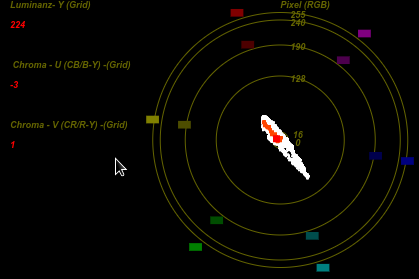 Luminanz- Y (Grid)
224
Chroma - U (CB/B-Y) -(Grid)
-3
Chroma - V (CR/R-Y) -(Grid)
1
Pixel (RGB)
255
240
190
128
16
0